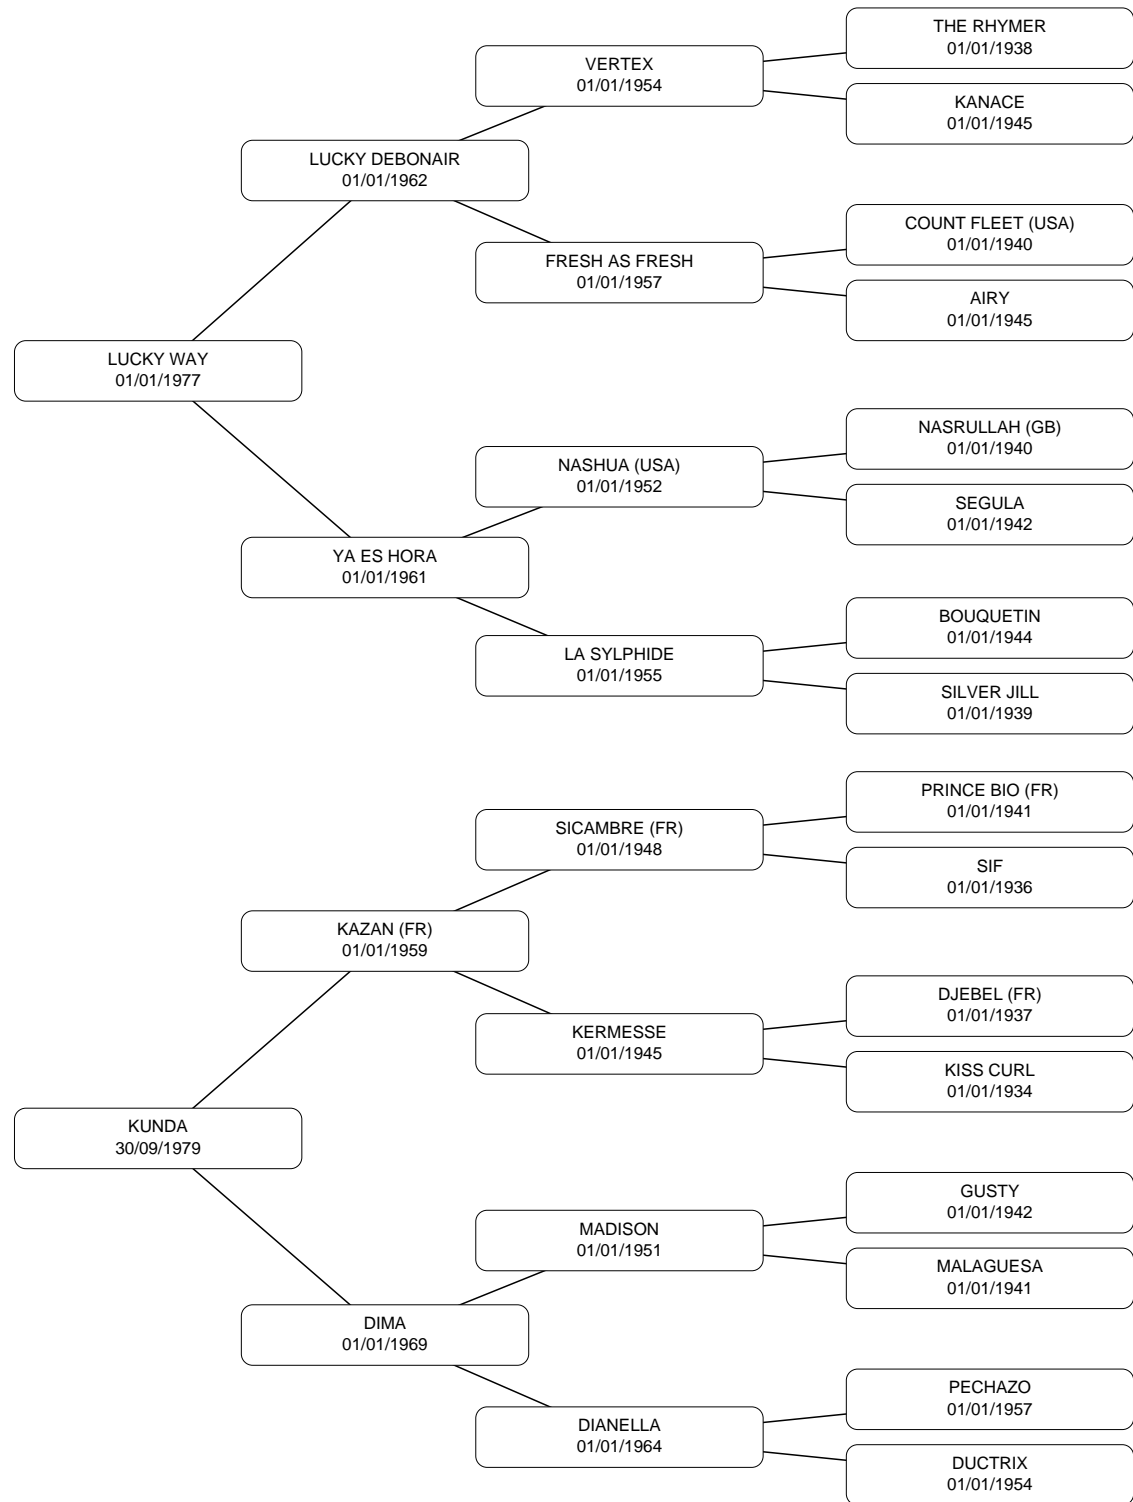 THE RHYMER
01/01/1938
VERTEX
01/01/1954
KANACE
01/01/1945
LUCKY DEBONAIR
01/01/1962
COUNT FLEET (USA)
01/01/1940
FRESH AS FRESH
01/01/1957
AIRY
01/01/1945
LUCKY WAY
01/01/1977
NASRULLAH (GB)
01/01/1940
NASHUA (USA)
01/01/1952
SEGULA
01/01/1942
YA ES HORA
01/01/1961
BOUQUETIN
01/01/1944
LA SYLPHIDE
01/01/1955
SILVER JILL
01/01/1939
PRINCE BIO (FR)
01/01/1941
SICAMBRE (FR)
01/01/1948
SIF
01/01/1936
KAZAN (FR)
01/01/1959
DJEBEL (FR)
01/01/1937
KERMESSE
01/01/1945
KISS CURL
01/01/1934
KUNDA
30/09/1979
GUSTY
01/01/1942
MADISON
01/01/1951
MALAGUESA
01/01/1941
DIMA
01/01/1969
PECHAZO
01/01/1957
DIANELLA
01/01/1964
DUCTRIX
01/01/1954